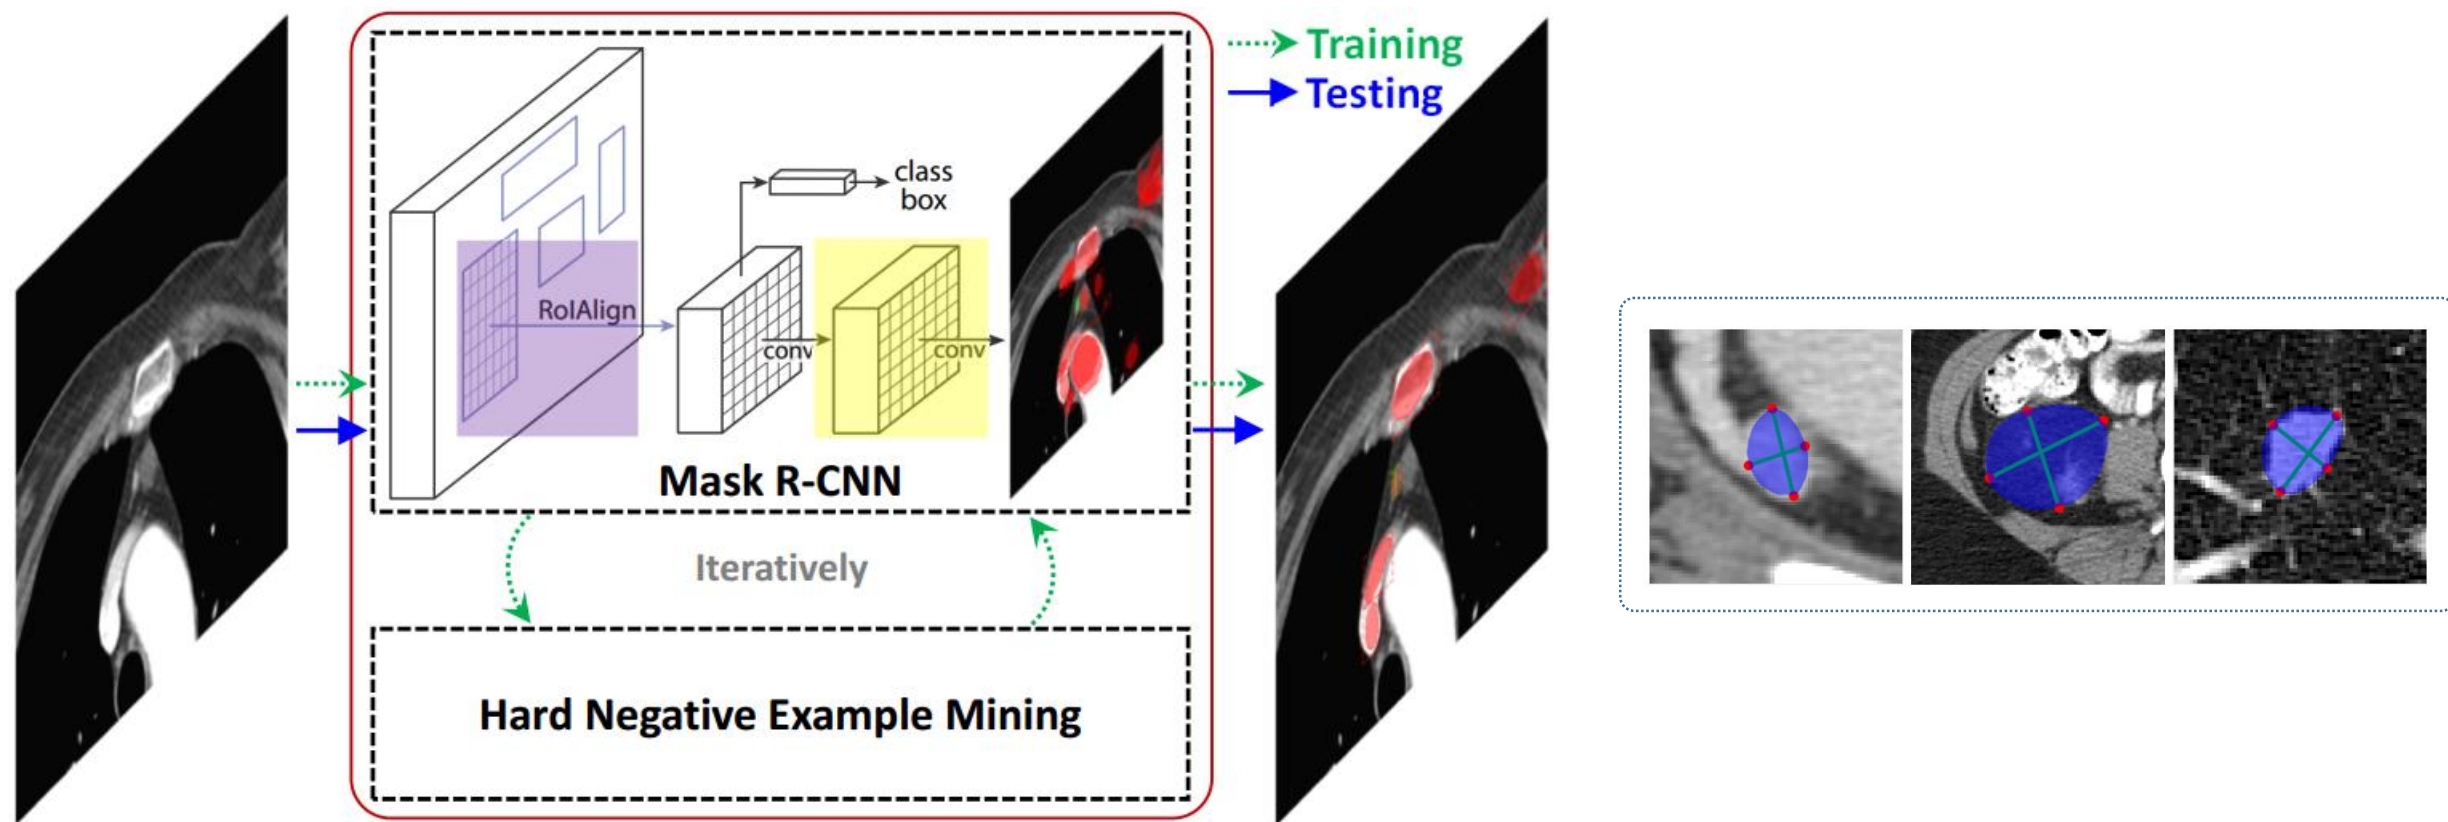 Training
Testing
class
box
RoIAlign
conv
conv
Mask R-CNN
Iteratively
Hard Negative Example Mining